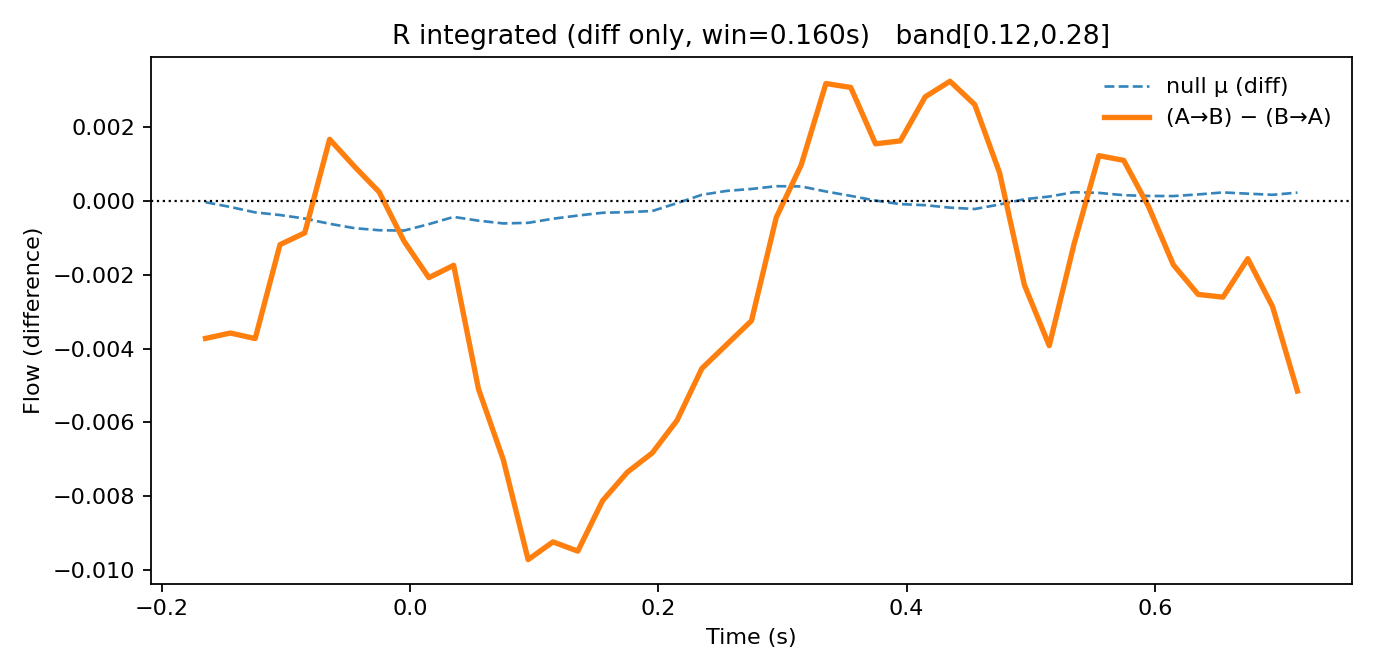 R integrated (diff only, win=0.160s)   band[0.12,0.28]
null μ (diff)
(A→B) − (B→A)
Flow (difference)
0.002
0.000
−0.002
−0.004
−0.006
−0.008
−0.010
−0.2
0.0
0.2
0.4
0.6
Time (s)